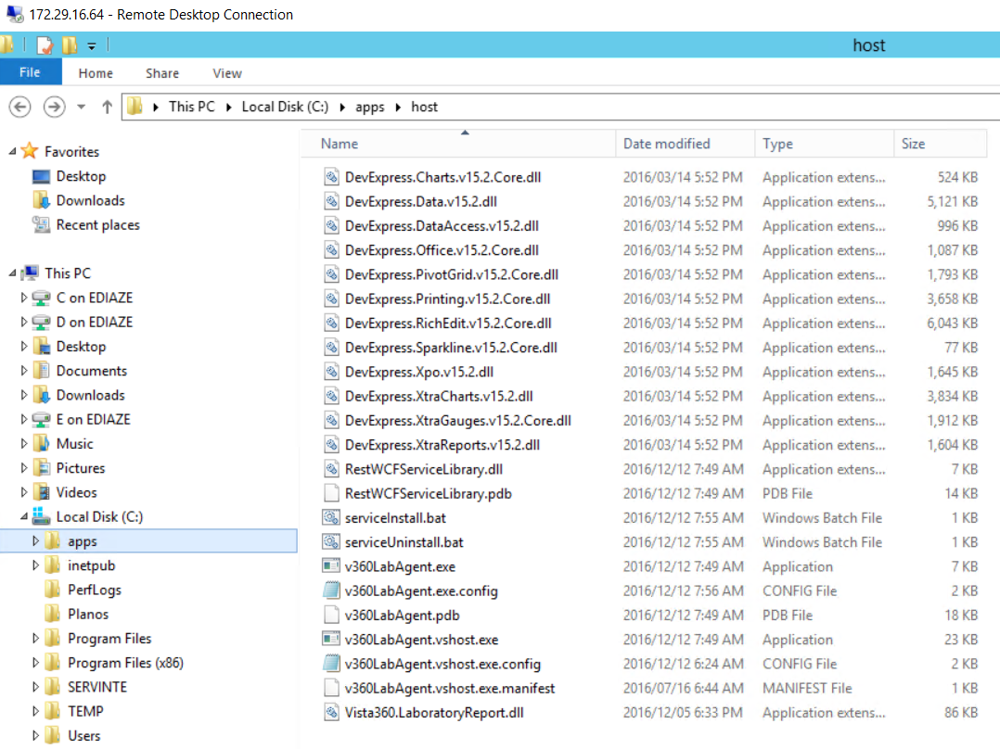 172.29.16.64 - Remote Desktop Connection
host
File Home Share View
This PC Local Disk (C:) apps host
Favorites
Desktop
Downloads
Recent places
This PC
C on EDIAZE
D on EDIAZE
Desktop
Documents
Downloads
E on EDIAZE
Music
Pictures
Videos
Local Disk (C:)
apps
inetpub
PerfLogs
Planos
Program Files
Program Files (x86)
SERVINTE
TEMP
Users
Name Date modified Type Size
DevExpress.Charts.v15.2.Core.dll 2016/03/14 5:52 PM Application extens... 524 KB
DevExpress.Data.v15.2.dll 2016/03/14 5:52 PM Application extens... 5,121 KB
DevExpress.DataAccess.v15.2.dll 2016/03/14 5:52 PM Application extens... 996 KB
DevExpress.Office.v15.2.Core.dll 2016/03/14 5:52 PM Application extens... 1,087 KB
DevExpress.PivotGrid.v15.2.Core.dll 2016/03/14 5:52 PM Application extens... 1,793 KB
DevExpress.Printing.v15.2.Core.dll 2016/03/14 5:52 PM Application extens... 3,658 KB
DevExpress.RichEdit.v15.2.Core.dll 2016/03/14 5:52 PM Application extens... 6,043 KB
DevExpress.Sparkline.v15.2.Core.dll 2016/03/14 5:52 PM Application extens... 77 KB
DevExpress.Xpo.v15.2.dll 2016/03/14 5:52 PM Application extens... 1,645 KB
DevExpress.XtraCharts.v15.2.dll 2016/03/14 5:52 PM Application extens... 3,834 KB
DevExpress.XtraGauges.v15.2.Core.dll 2016/03/14 5:52 PM Application extens... 1,912 KB
DevExpress.XtraReports.v15.2.dll 2016/03/14 5:52 PM Application extens... 1,604 KB
RestWCFServiceLibrary.dll 2016/12/12 7:49 AM Application extens... 7 KB
RestWCFServiceLibrary.pdb 2016/12/12 7:49 AM PDB File 14 KB
serviceInstall.bat 2016/12/12 7:55 AM Windows Batch File 1 KB
serviceUninstall.bat 2016/12/12 7:55 AM Windows Batch File 1 KB
v360LabAgent.exe 2016/12/12 7:49 AM Application 7 KB
v360LabAgent.exe.config 2016/12/12 7:56 AM CONFIG File 2 KB
v360LabAgent.pdb 2016/12/12 7:49 AM PDB File 18 KB
v360LabAgent.vshost.exe 2016/12/12 7:49 AM Application 23 KB
v360LabAgent.vshost.exe.config 2016/12/12 6:24 AM CONFIG File 2 KB
v360LabAgent.vshost.exe.manifest 2016/07/16 6:44 AM MANIFEST File 1 KB
Vista360.LaboratoryReport.dll 2016/12/05 6:33 PM Application extens... 86 KB